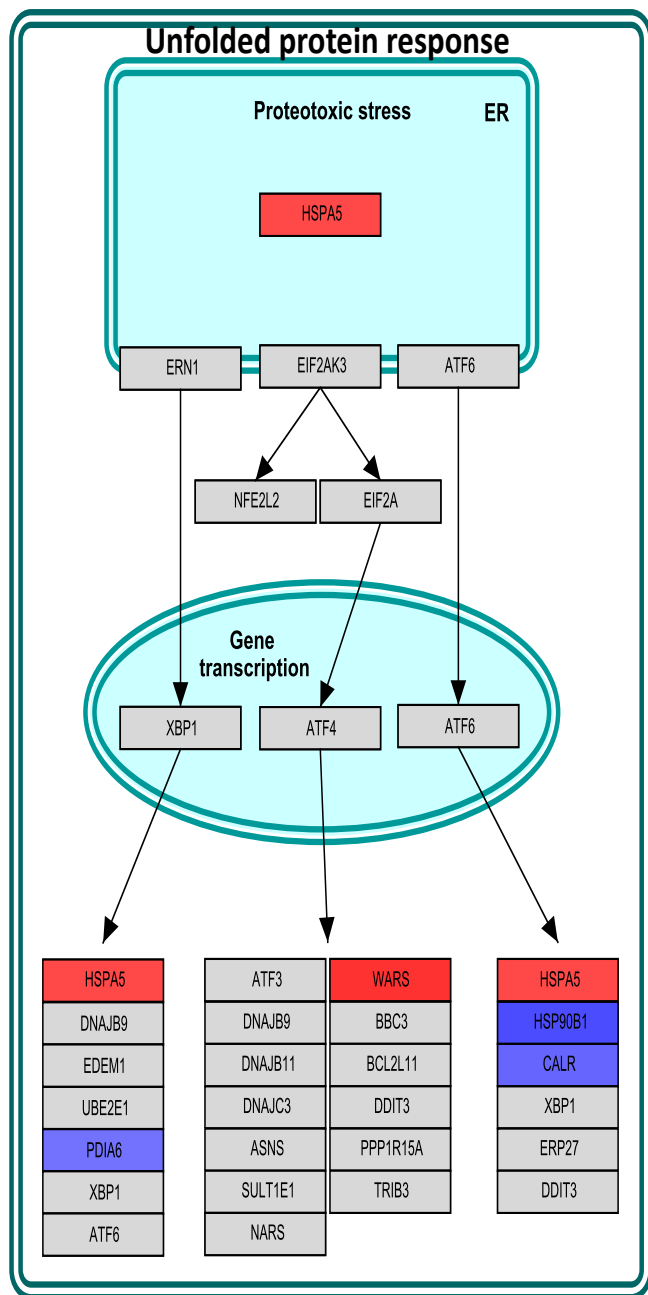 Unfolded protein response
Proteotoxic stress
ER
HSPA5
ERN1
EIF2AK3
ATF6
NFE2L2
EIF2A
Gene
transcription
XBP1
ATF4
ATF6
HSPA5
DNAJB9
EDEM1
UBE2E1
PDIA6
XBP1
ATF6
ATF3
DNAJB9
DNAJB11
DNAJC3
ASNS
SULT1E1
NARS
WARS
BBC3
BCL2L11
DDIT3
PPP1R15A
TRIB3
HSPA5
HSP90B1
CALR
XBP1
ERP27
DDIT3